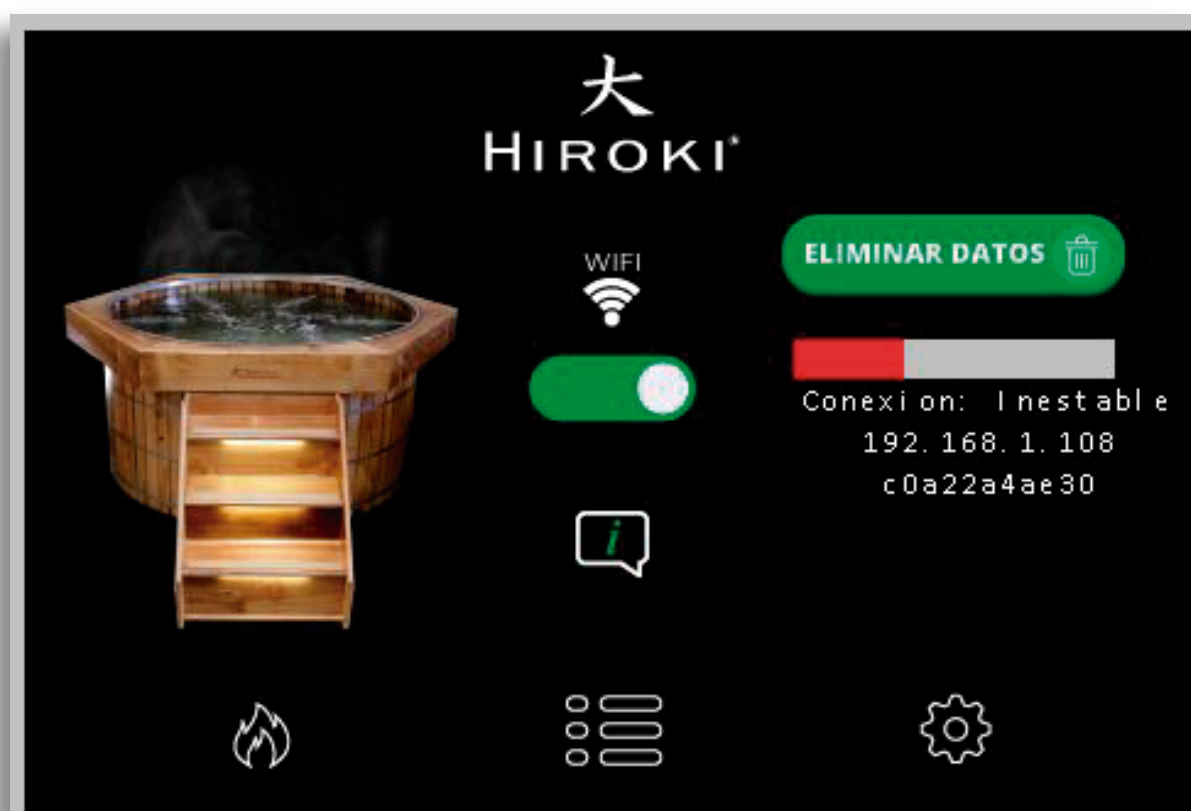 大
HIROKI®
WIFI
ELIMINAR DATOS
Conexion: Inestable
192.168.1.108
c0a22a4ae30
i